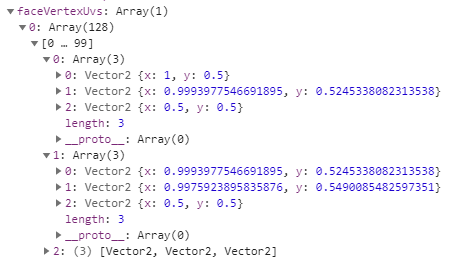 ▼faceVertexUvs: Array(1)
▼0: Array(128)
▼[0 … 99]
▼0: Array(3)
▶0: Vector2 {x: 1, y: 0.5}
▶1: Vector2 {x: 0.9993977546691895, y: 0.5245338082313538}
▶2: Vector2 {x: 0.5, y: 0.5}
length: 3
▶__proto__: Array(0)
▼1: Array(3)
▶0: Vector2 {x: 0.9993977546691895, y: 0.5245338082313538}
▶1: Vector2 {x: 0.9975923895835876, y: 0.5490085482597351}
▶2: Vector2 {x: 0.5, y: 0.5}
length: 3
▶__proto__: Array(0)
▶2: (3) [Vector2, Vector2, Vector2]